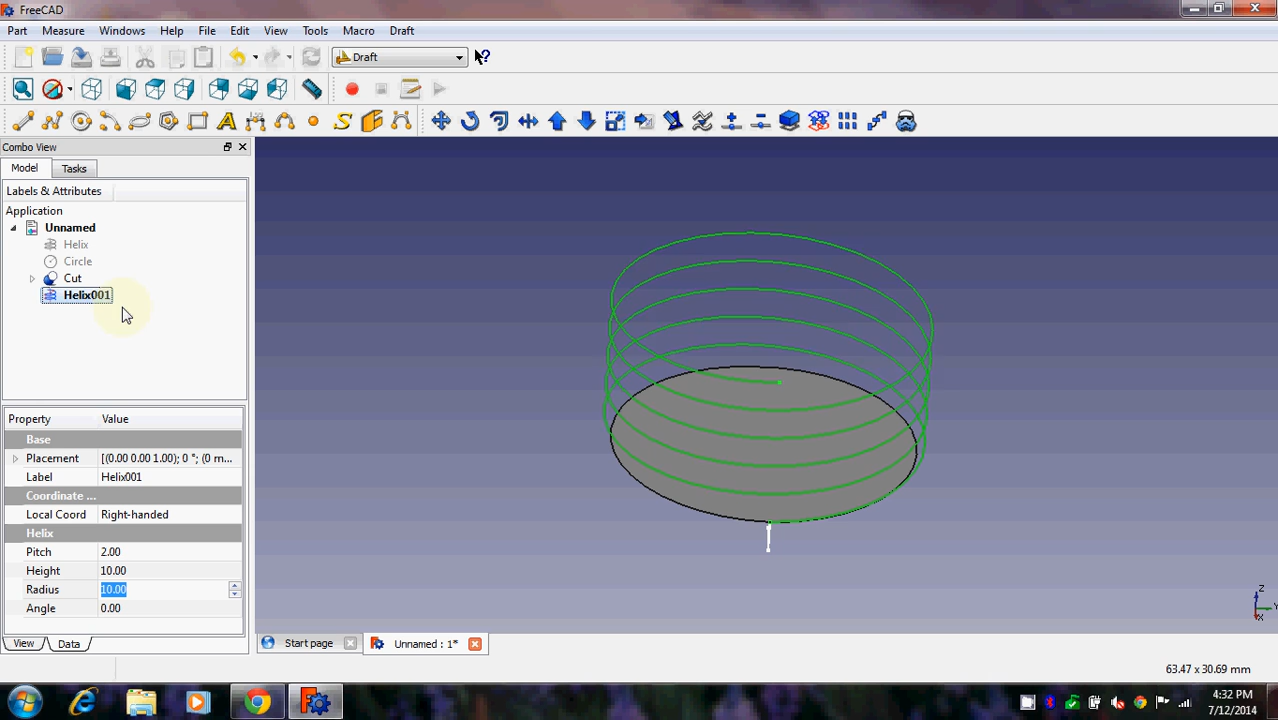 FreeCAD
Part Measure Windows Help File Edit View Tools Macro Draft
Draft
Combo View
Model Tasks
Labels & Attributes
Application
Unnamed
Helix
Circle
Cut
Helix001
Property Value
Base
Placement [(0.00 0.00 1.00); 0 °; (0 m...
Label Helix001
Coordinate ...
Local Coord Right-handed
Helix
Pitch 2.00
Height 10.00
Radius 10.00
Angle 0.00
View Data
Start page Unnamed : 1*
Z
Y
X
63.47 x 30.69 mm
4:32 PM
7/12/2014